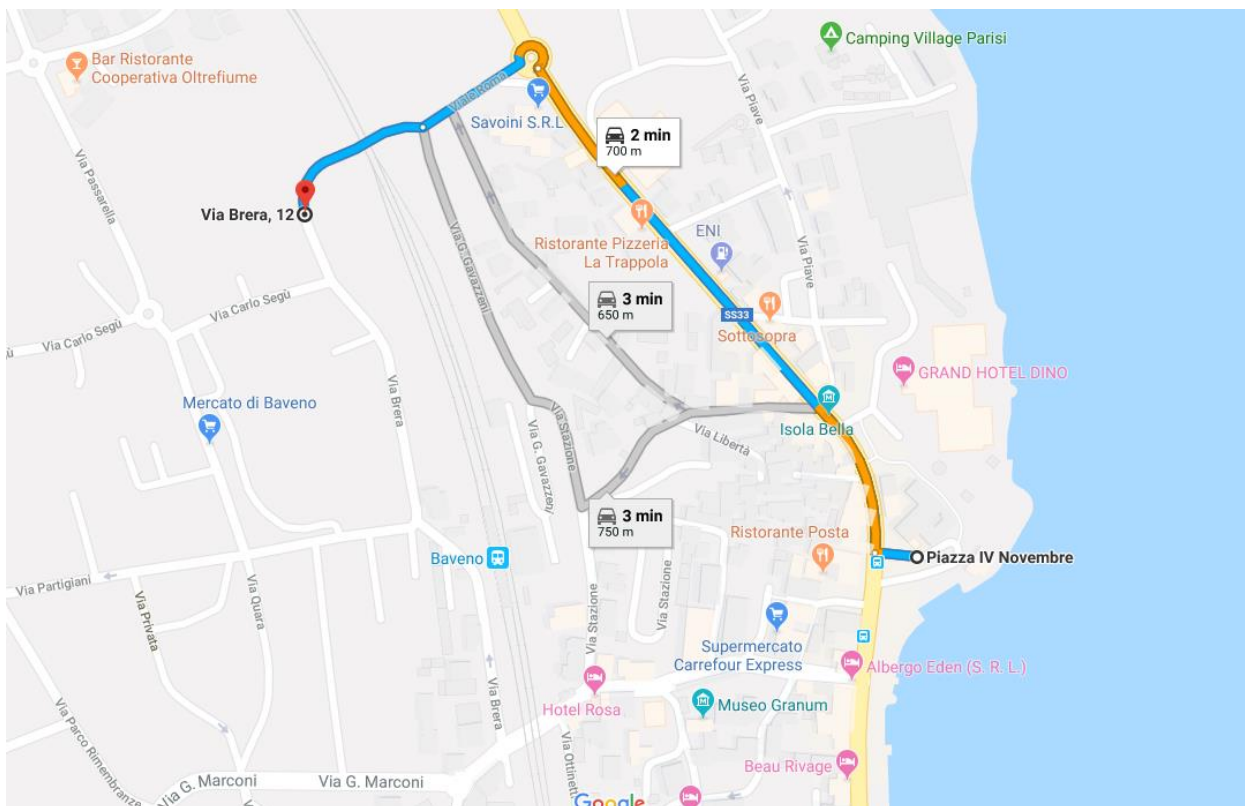 Camping Village Parisi
Bar Ristorante
Cooperativa Oltrefiume
Viale Roma
Savoini S.R.L
Via Piave
2 min
700 m
Via Passarella
Via Brera, 12
Ristorante Pizzeria
La Trappola
ENI
Via Piave
Via G. Gavazzeni
3 min
650 m
Via Carlo Segù
SS33
Sottosopra
Via Carlo Segù
ù
GRAND HOTEL DINO
Via Brera
Mercato di Baveno
Isola Bella
Via Stazione
Via Libertà
Via G. Gavazzeni
3 min
750 m
Ristorante Posta
Baveno
Piazza IV Novembre
Via Partigiani
Via Privata
Via Quara
Via Stazione
Via Stazione
Supermercato
Carrefour Express
Albergo Eden (S. R. L.)
Hotel Rosa
Museo Granum
Via Brera
Via Parco Rimembranze
Via Ottinetti
Beau Rivage
Via G. Marconi
Via G. Marconi
Google